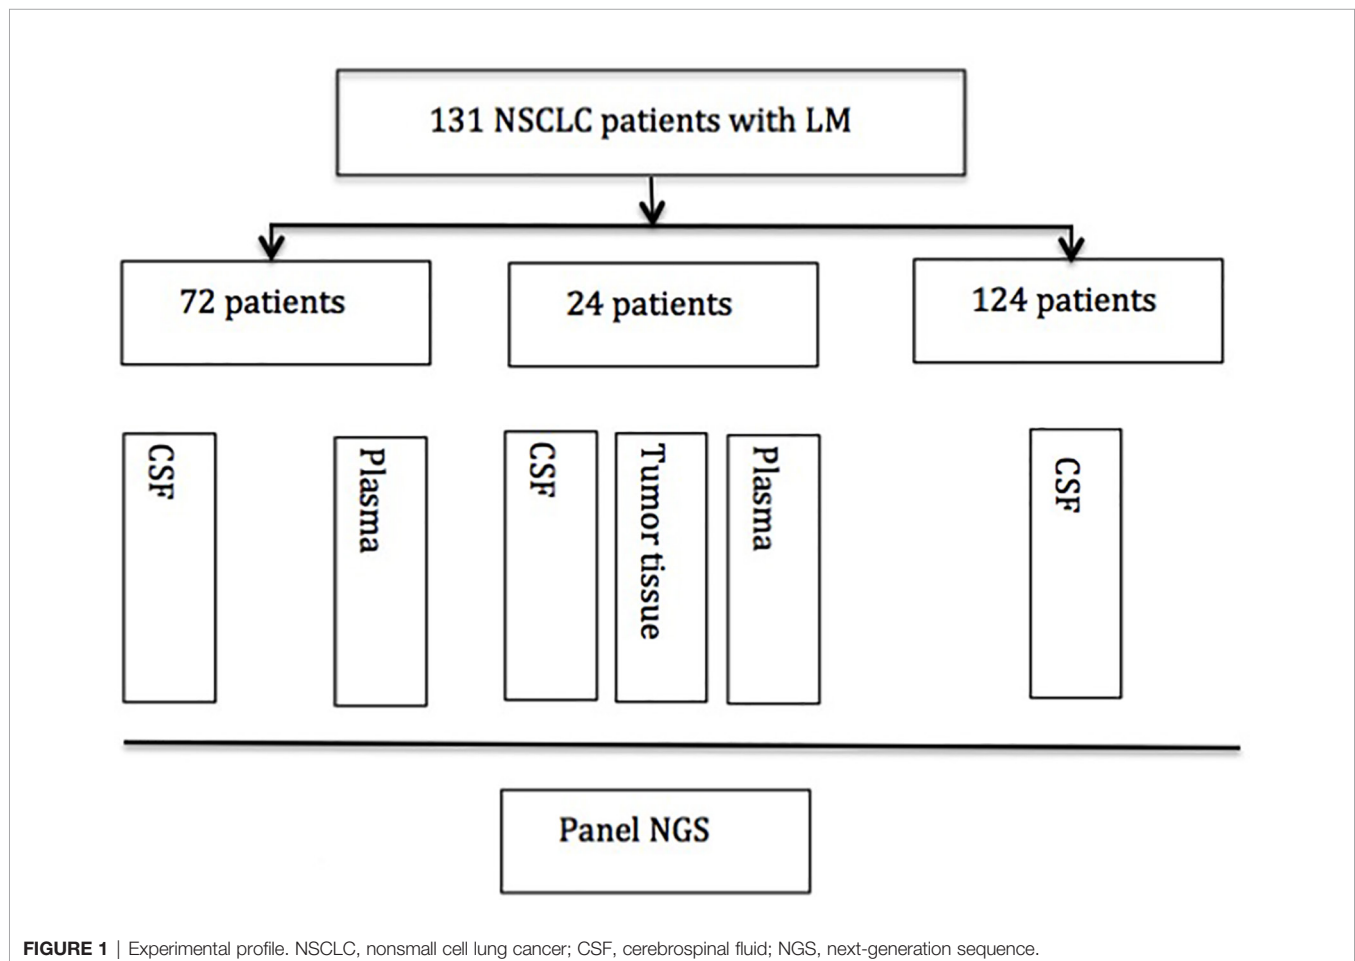 131 NSCLC patients with LM
72 patients
24 patients
124 patients
CSF
Plasma
CSF
Tumor tissue
Plasma
CSF
Panel NGS
FIGURE 1 | Experimental profile. NSCLC, nonsmall cell lung cancer; CSF, cerebrospinal fluid; NGS, next-generation sequence.